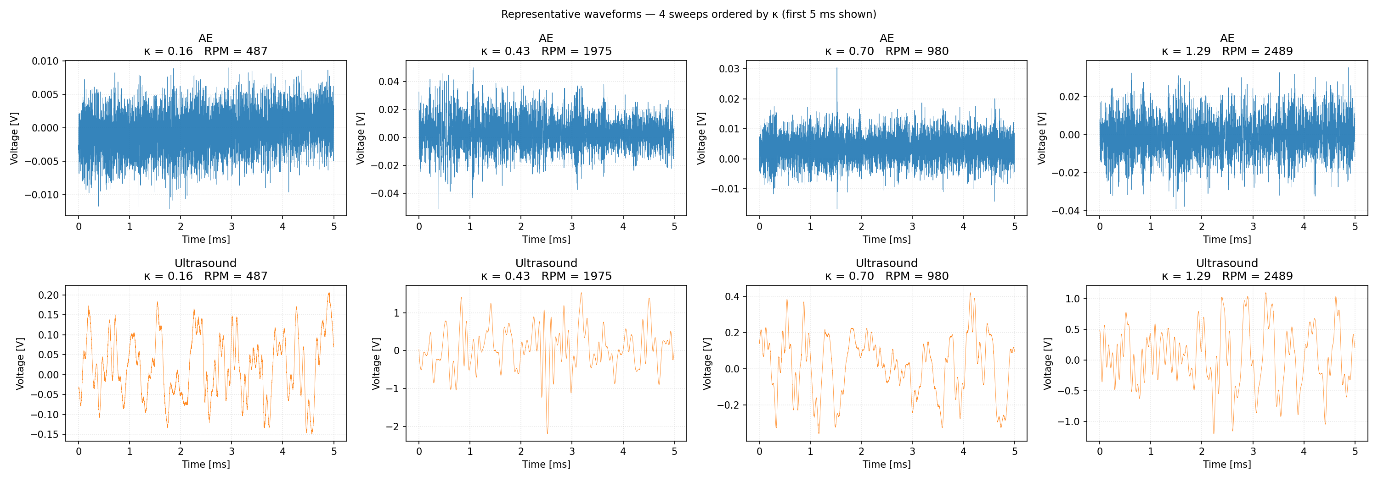 Representative waveforms — 4 sweeps ordered by κ (first 5 ms shown)
AE
κ = 0.16   RPM = 487
0.010
0.005
0.000
−0.005
−0.010
Voltage [V]
0 1 2 3 4 5
Time [ms]
AE
κ = 0.43   RPM = 1975
0.04
0.02
0.00
−0.02
−0.04
Voltage [V]
0 1 2 3 4 5
Time [ms]
AE
κ = 0.70   RPM = 980
0.03
0.02
0.01
0.00
−0.01
Voltage [V]
0 1 2 3 4 5
Time [ms]
AE
κ = 1.29   RPM = 2489
0.02
0.00
−0.02
−0.04
Voltage [V]
0 1 2 3 4 5
Time [ms]
Ultrasound
κ = 0.16   RPM = 487
0.20
0.15
0.10
0.05
0.00
−0.05
−0.10
−0.15
Voltage [V]
0 1 2 3 4 5
Time [ms]
Ultrasound
κ = 0.43   RPM = 1975
1
0
−1
−2
Voltage [V]
0 1 2 3 4 5
Time [ms]
Ultrasound
κ = 0.70   RPM = 980
0.4
0.2
0.0
−0.2
Voltage [V]
0 1 2 3 4 5
Time [ms]
Ultrasound
κ = 1.29   RPM = 2489
1.0
0.5
0.0
−0.5
−1.0
Voltage [V]
0 1 2 3 4 5
Time [ms]